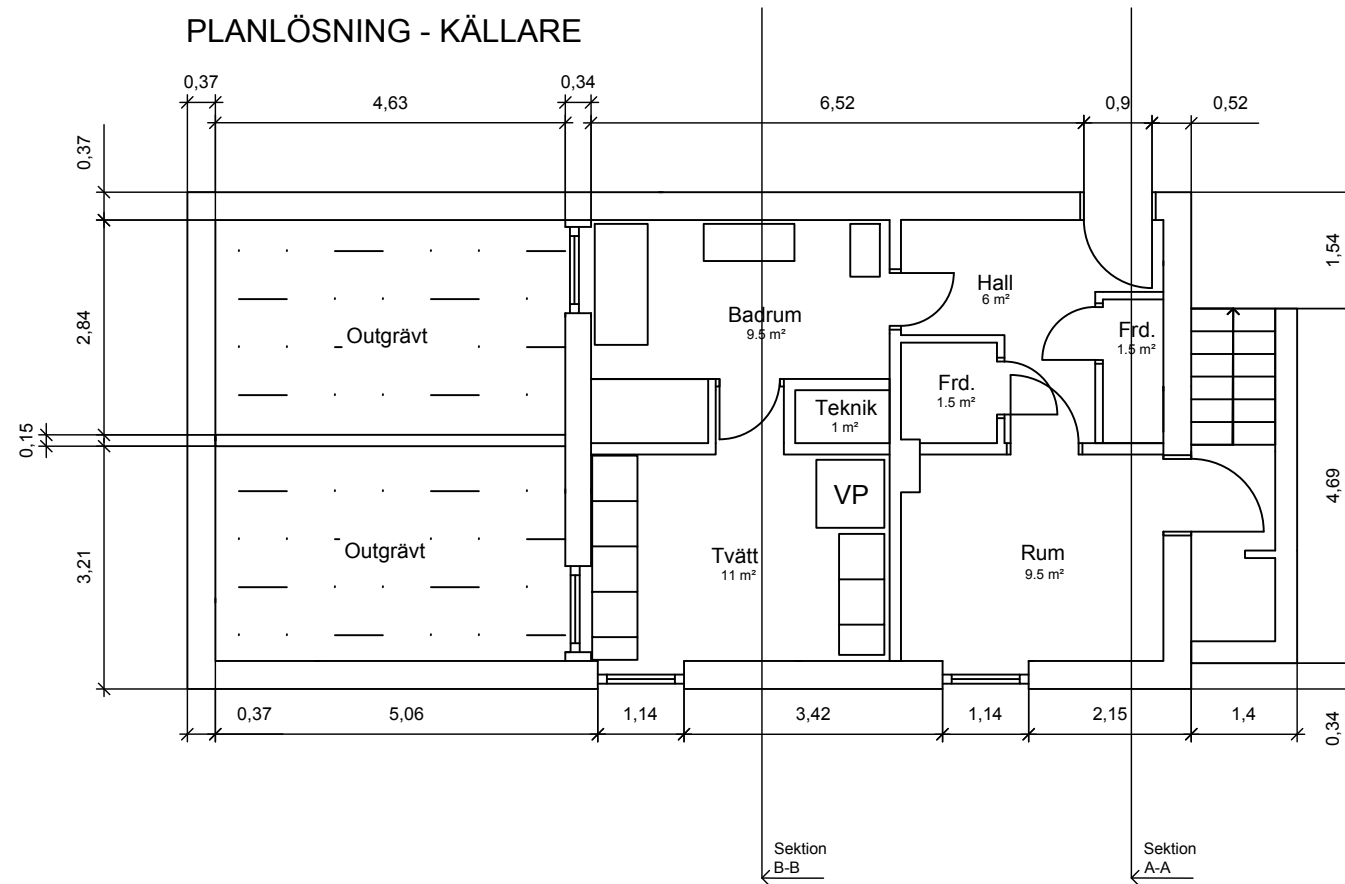 PLANLÖSNING - KÄLLARE
0,37
4,63
0,34
6,52
0,9
0,52
0,37
2,84
0,15
3,21
1,54
4,69
0,34
Outgrävt
Badrum
9.5 m²
Hall
6 m²
Frd.
1.5 m²
Frd.
1.5 m²
Teknik
1 m²
VP
Outgrävt
Tvätt
11 m²
Rum
9.5 m²
0,37
5,06
1,14
3,42
1,14
2,15
1,4
Sektion
B-B
Sektion
A-A